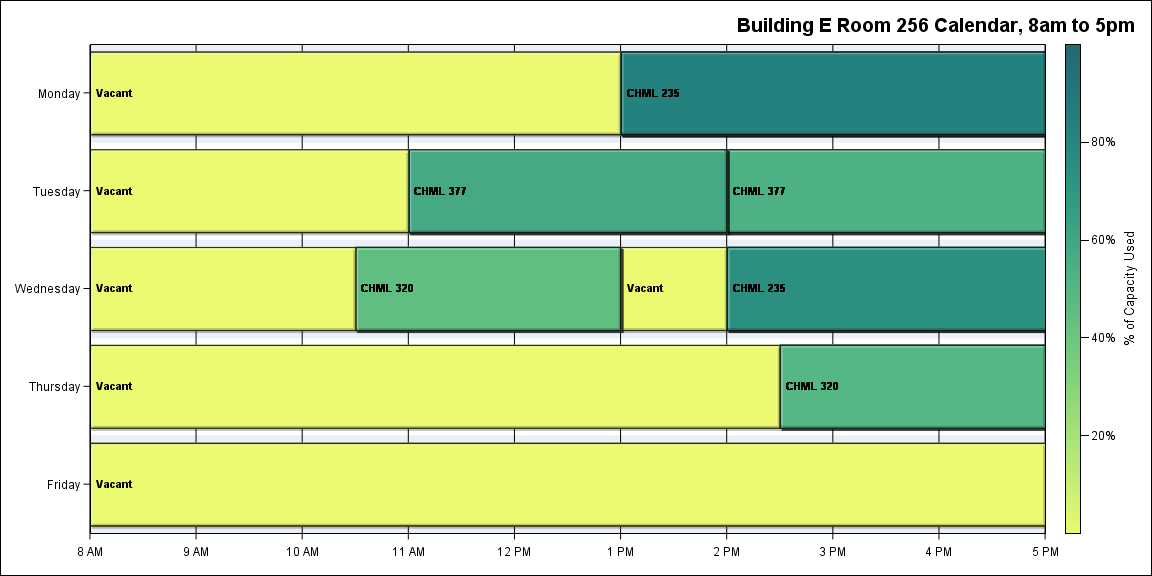 Building E Room 256 Calendar, 8am to 5pm
Monday
Vacant
CHML 235
Tuesday
Vacant
CHML 377
CHML 377
Wednesday
Vacant
CHML 320
Vacant
CHML 235
Thursday
Vacant
CHML 320
Friday
Vacant
8 AM
9 AM
10 AM
11 AM
12 PM
1 PM
2 PM
3 PM
4 PM
5 PM
80%
60%
40%
20%
% of Capacity Used